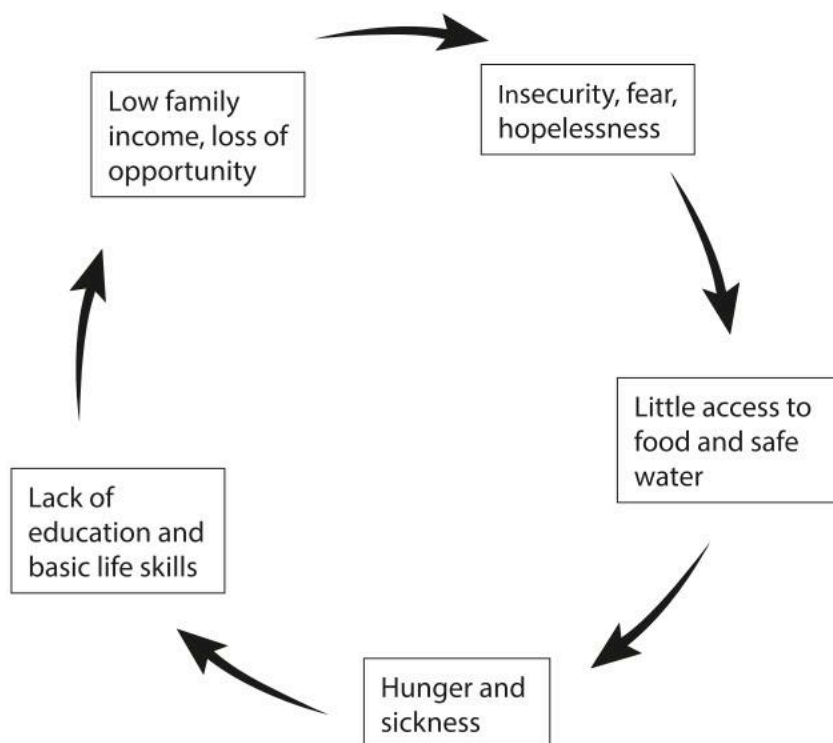 Low family
income, loss of
opportunity
Insecurity, fear,
hopelessness
Little access to
food and safe
water
Hunger and
sickness
Lack of
education and
basic life skills